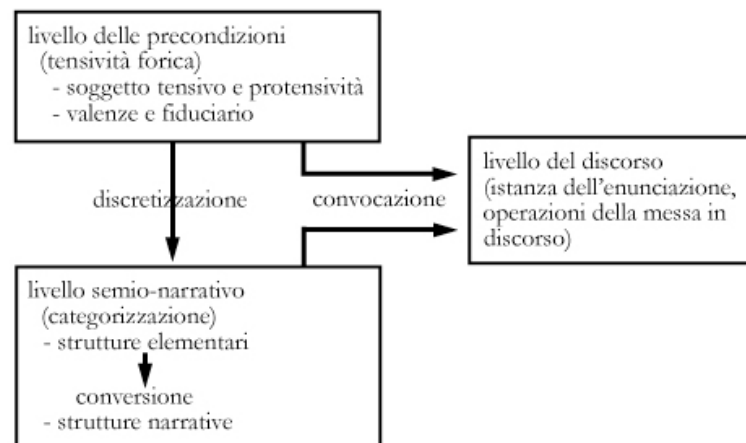 livello delle precondizioni
(tensività forica)
- soggetto tensivo e protensività
- valenze e fiduciario
discretizzazione
convocazione
livello del discorso
(istanza dell'enunciazione,
operazioni della messa in
discorso)
livello semio-narrativo
(categorizzazione)
- strutture elementari
conversione
- strutture narrative